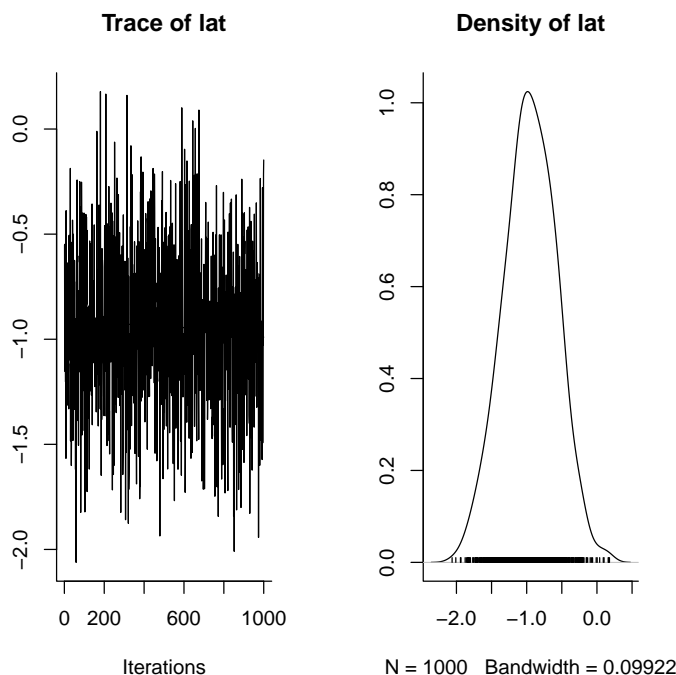 Trace of lat
0.0
−0.5
−1.0
−1.5
−2.0
0 200 600 1000
Iterations
Density of lat
1.0
0.8
0.6
0.4
0.2
0.0
−2.0 −1.0 0.0
N = 1000 Bandwidth = 0.09922